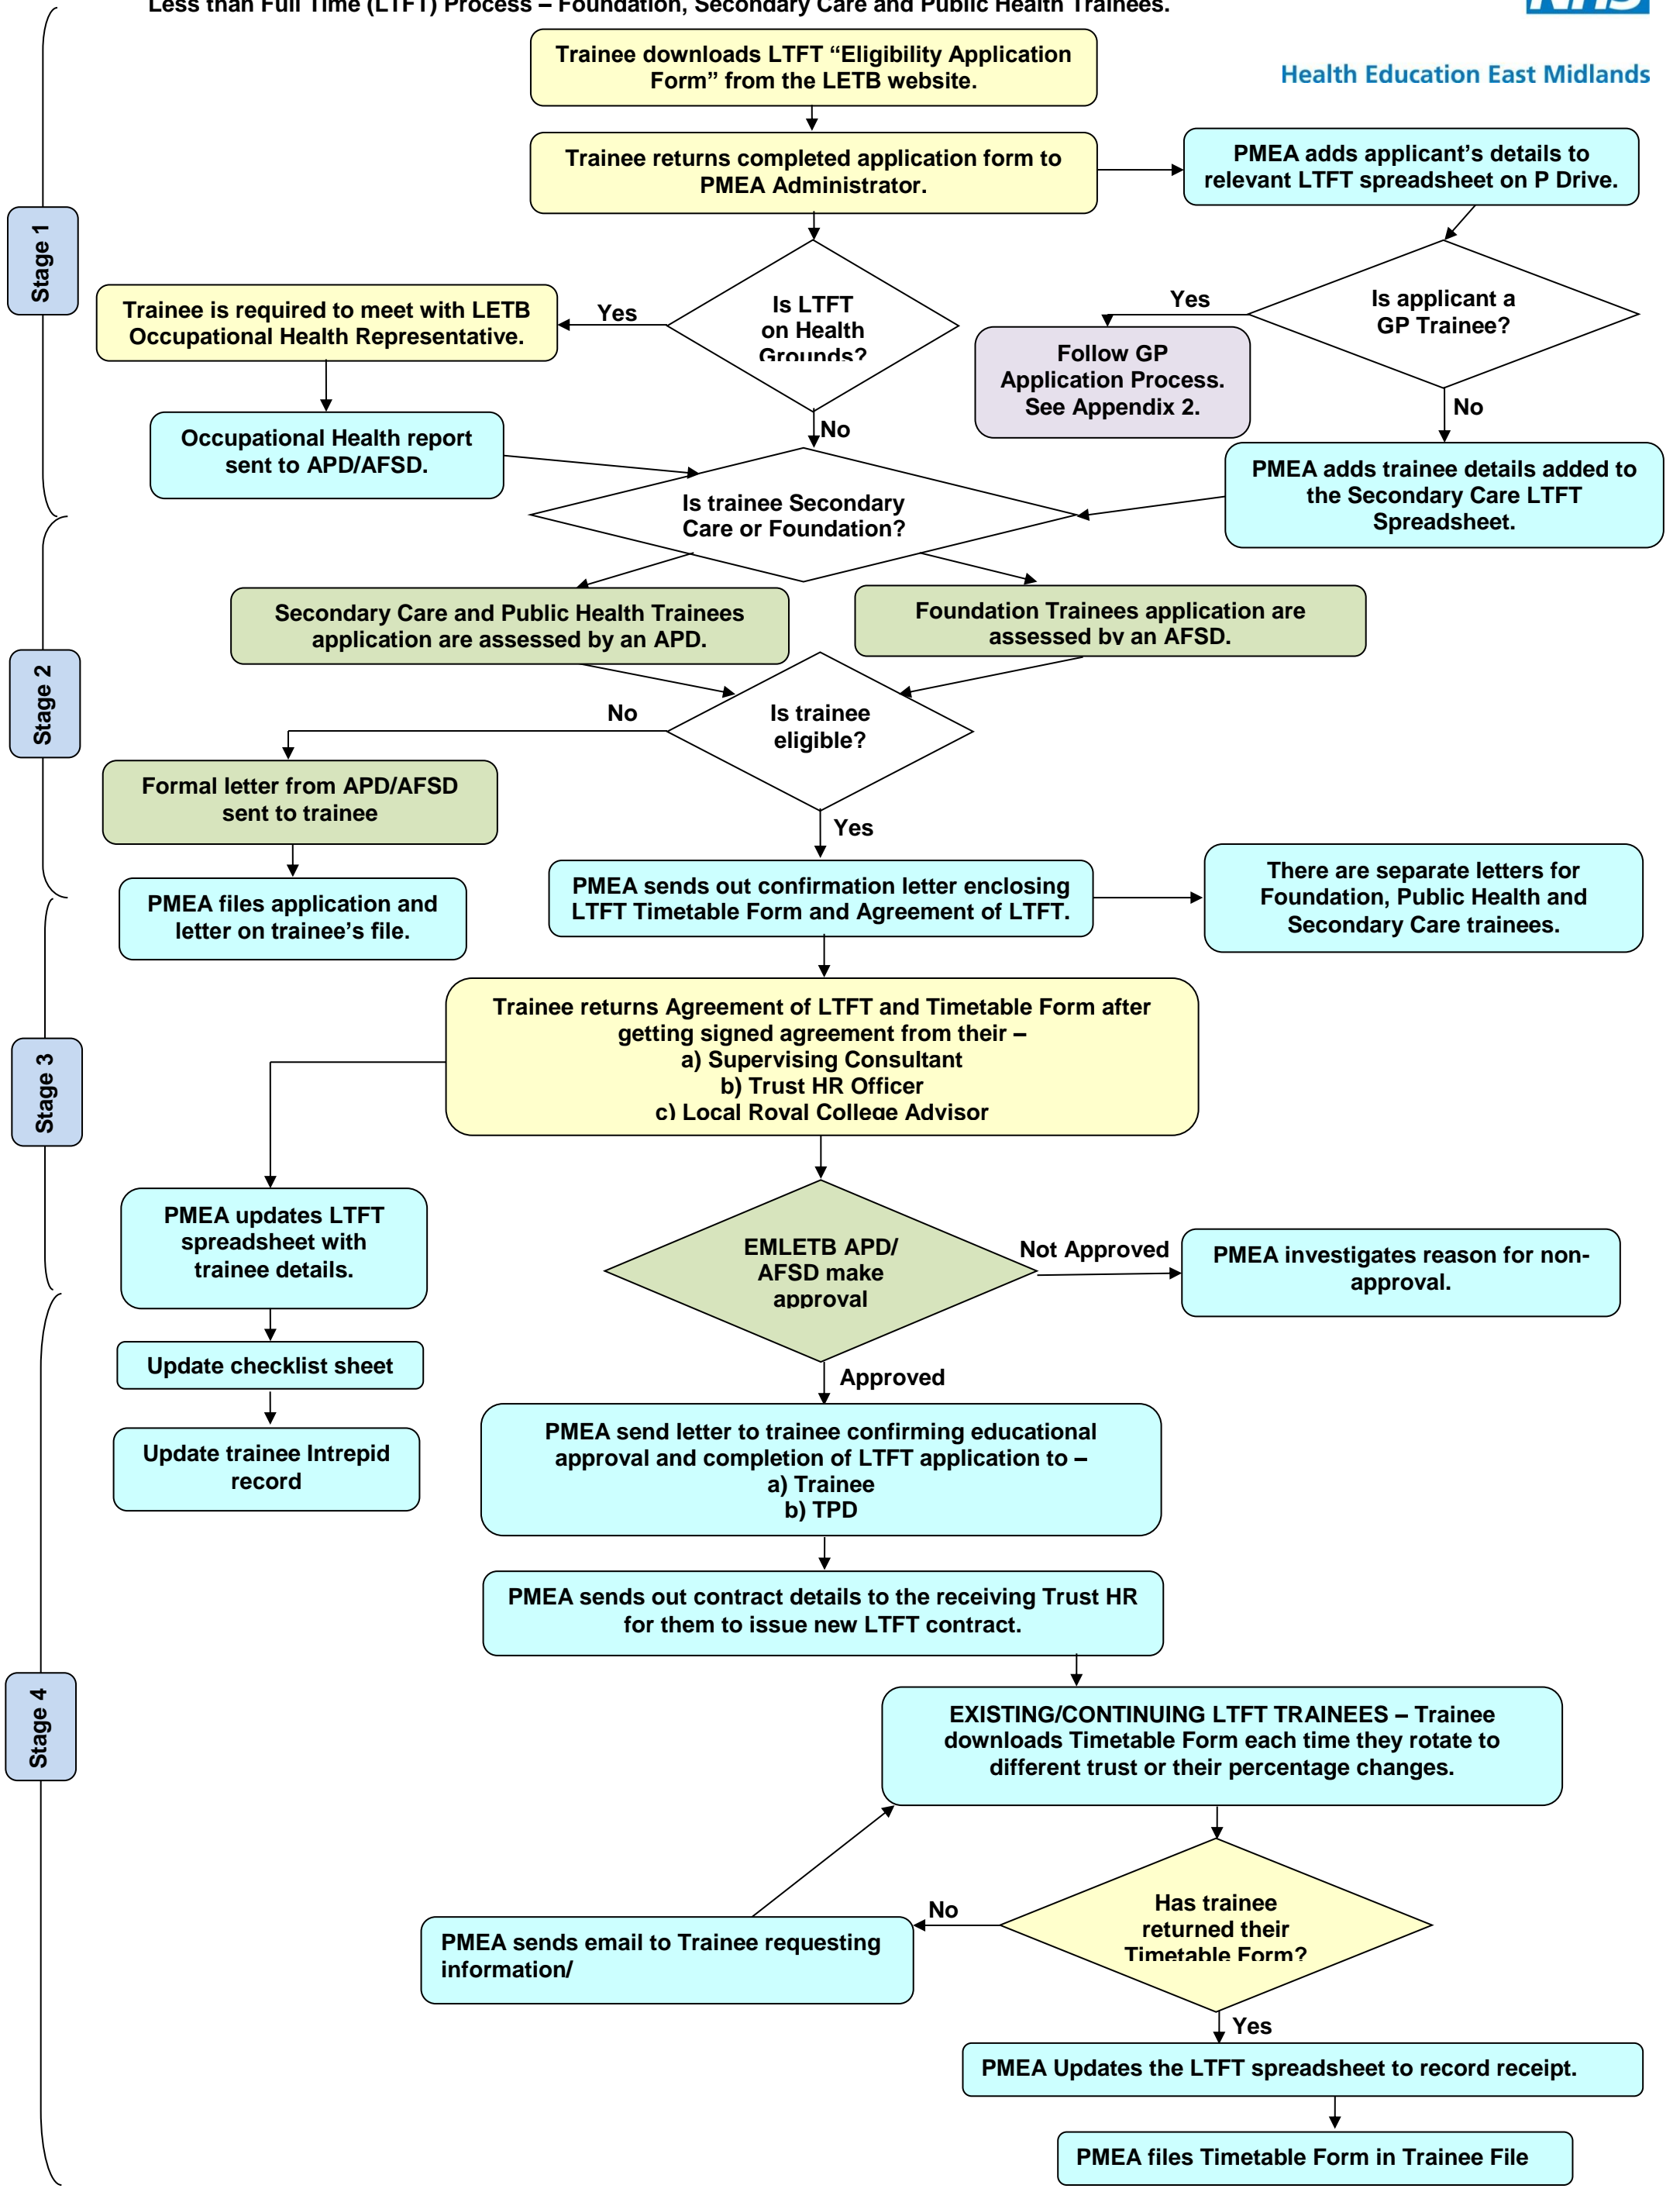 Less than Full Time (LTFT) Process – Foundation, Secondary Care and Public Health Trainees.
NHS
Health Education East Midlands
Trainee downloads LTFT “Eligibility Application
Form” from the LETB website.
Trainee returns completed application form to
PMEA Administrator.
PMEA adds applicant’s details to
relevant LTFT spreadsheet on P Drive.
Stage 1
Is LTFT
on Health
Grounds?
Yes
Trainee is required to meet with LETB
Occupational Health Representative.
Is applicant a
GP Trainee?
Yes
Follow GP
Application Process.
See Appendix 2.
No
No
Occupational Health report
sent to APD/AFSD.
PMEA adds trainee details added to
the Secondary Care LTFT
Spreadsheet.
Is trainee Secondary
Care or Foundation?
Stage 2
Secondary Care and Public Health Trainees
application are assessed by an APD.
Foundation Trainees application are
assessed by an AFSD.
Is trainee
eligible?
No
Formal letter from APD/AFSD
sent to trainee
Yes
PMEA files application and
letter on trainee’s file.
PMEA sends out confirmation letter enclosing
LTFT Timetable Form and Agreement of LTFT.
There are separate letters for
Foundation, Public Health and
Secondary Care trainees.
Stage 3
Trainee returns Agreement of LTFT and Timetable Form after
getting signed agreement from their –
a) Supervising Consultant
b) Trust HR Officer
c) Local Royal College Advisor
PMEA updates LTFT
spreadsheet with
trainee details.
EMLETB APD/
AFSD make
approval
Not Approved
PMEA investigates reason for non-
approval.
Update checklist sheet
Approved
Update trainee Intrepid
record
PMEA send letter to trainee confirming educational
approval and completion of LTFT application to –
a) Trainee
b) TPD
PMEA sends out contract details to the receiving Trust HR
for them to issue new LTFT contract.
Stage 4
EXISTING/CONTINUING LTFT TRAINEES – Trainee
downloads Timetable Form each time they rotate to
different trust or their percentage changes.
Has trainee
returned their
Timetable Form?
No
PMEA sends email to Trainee requesting
information/
Yes
PMEA Updates the LTFT spreadsheet to record receipt.
PMEA files Timetable Form in Trainee File